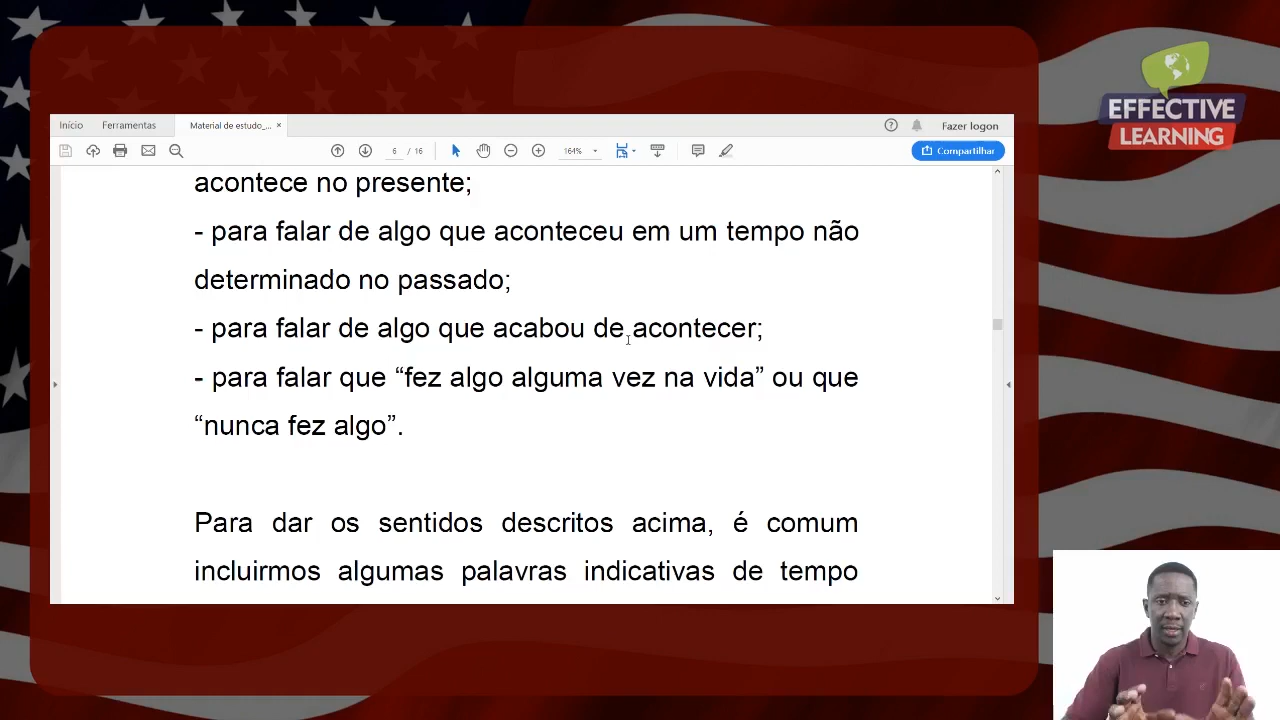 EFFECTIVE
LEARNING
Início Ferramentas Material de estudo_... ×
Fazer logon
6 / 16 164% Compartilhar
acontece no presente;
- para falar de algo que aconteceu em um tempo não
determinado no passado;
- para falar de algo que acabou de acontecer;
- para falar que “fez algo alguma vez na vida” ou que
“nunca fez algo”.
Para dar os sentidos descritos acima, é comum
incluirmos algumas palavras indicativas de tempo